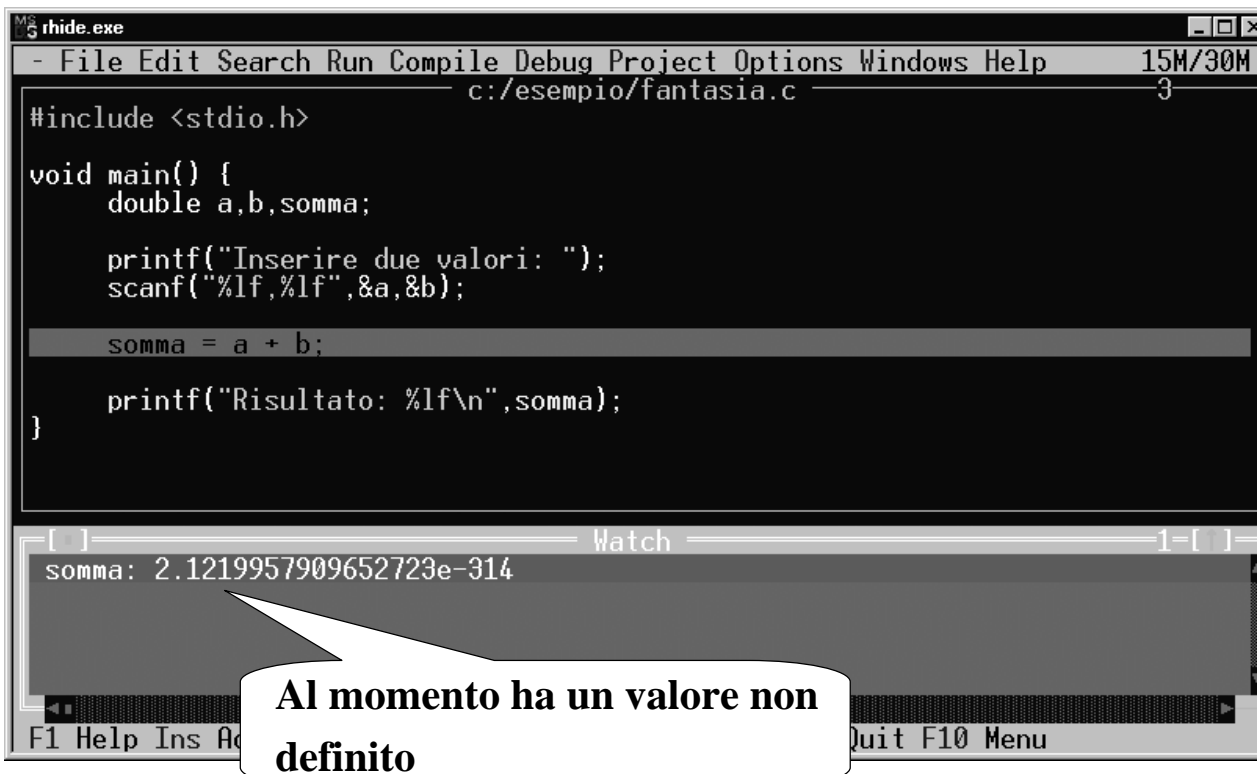 MS
5 rhide.exe
- File Edit Search Run Compile Debug Project Options Windows Help 15M/30M
c:/esempio/fantasia.c 3
#include <stdio.h>
void main() {
double a,b,somma;
printf("Inserire due valori: ");
scanf("%lf,%lf",&a,&b);
somma = a + b;
printf("Risultato: %lf\n",somma);
}
Watch 1
somma: 2.1219957909652723e-314
Al momento ha un valore non
definito
F1 Help Ins F10 Menu